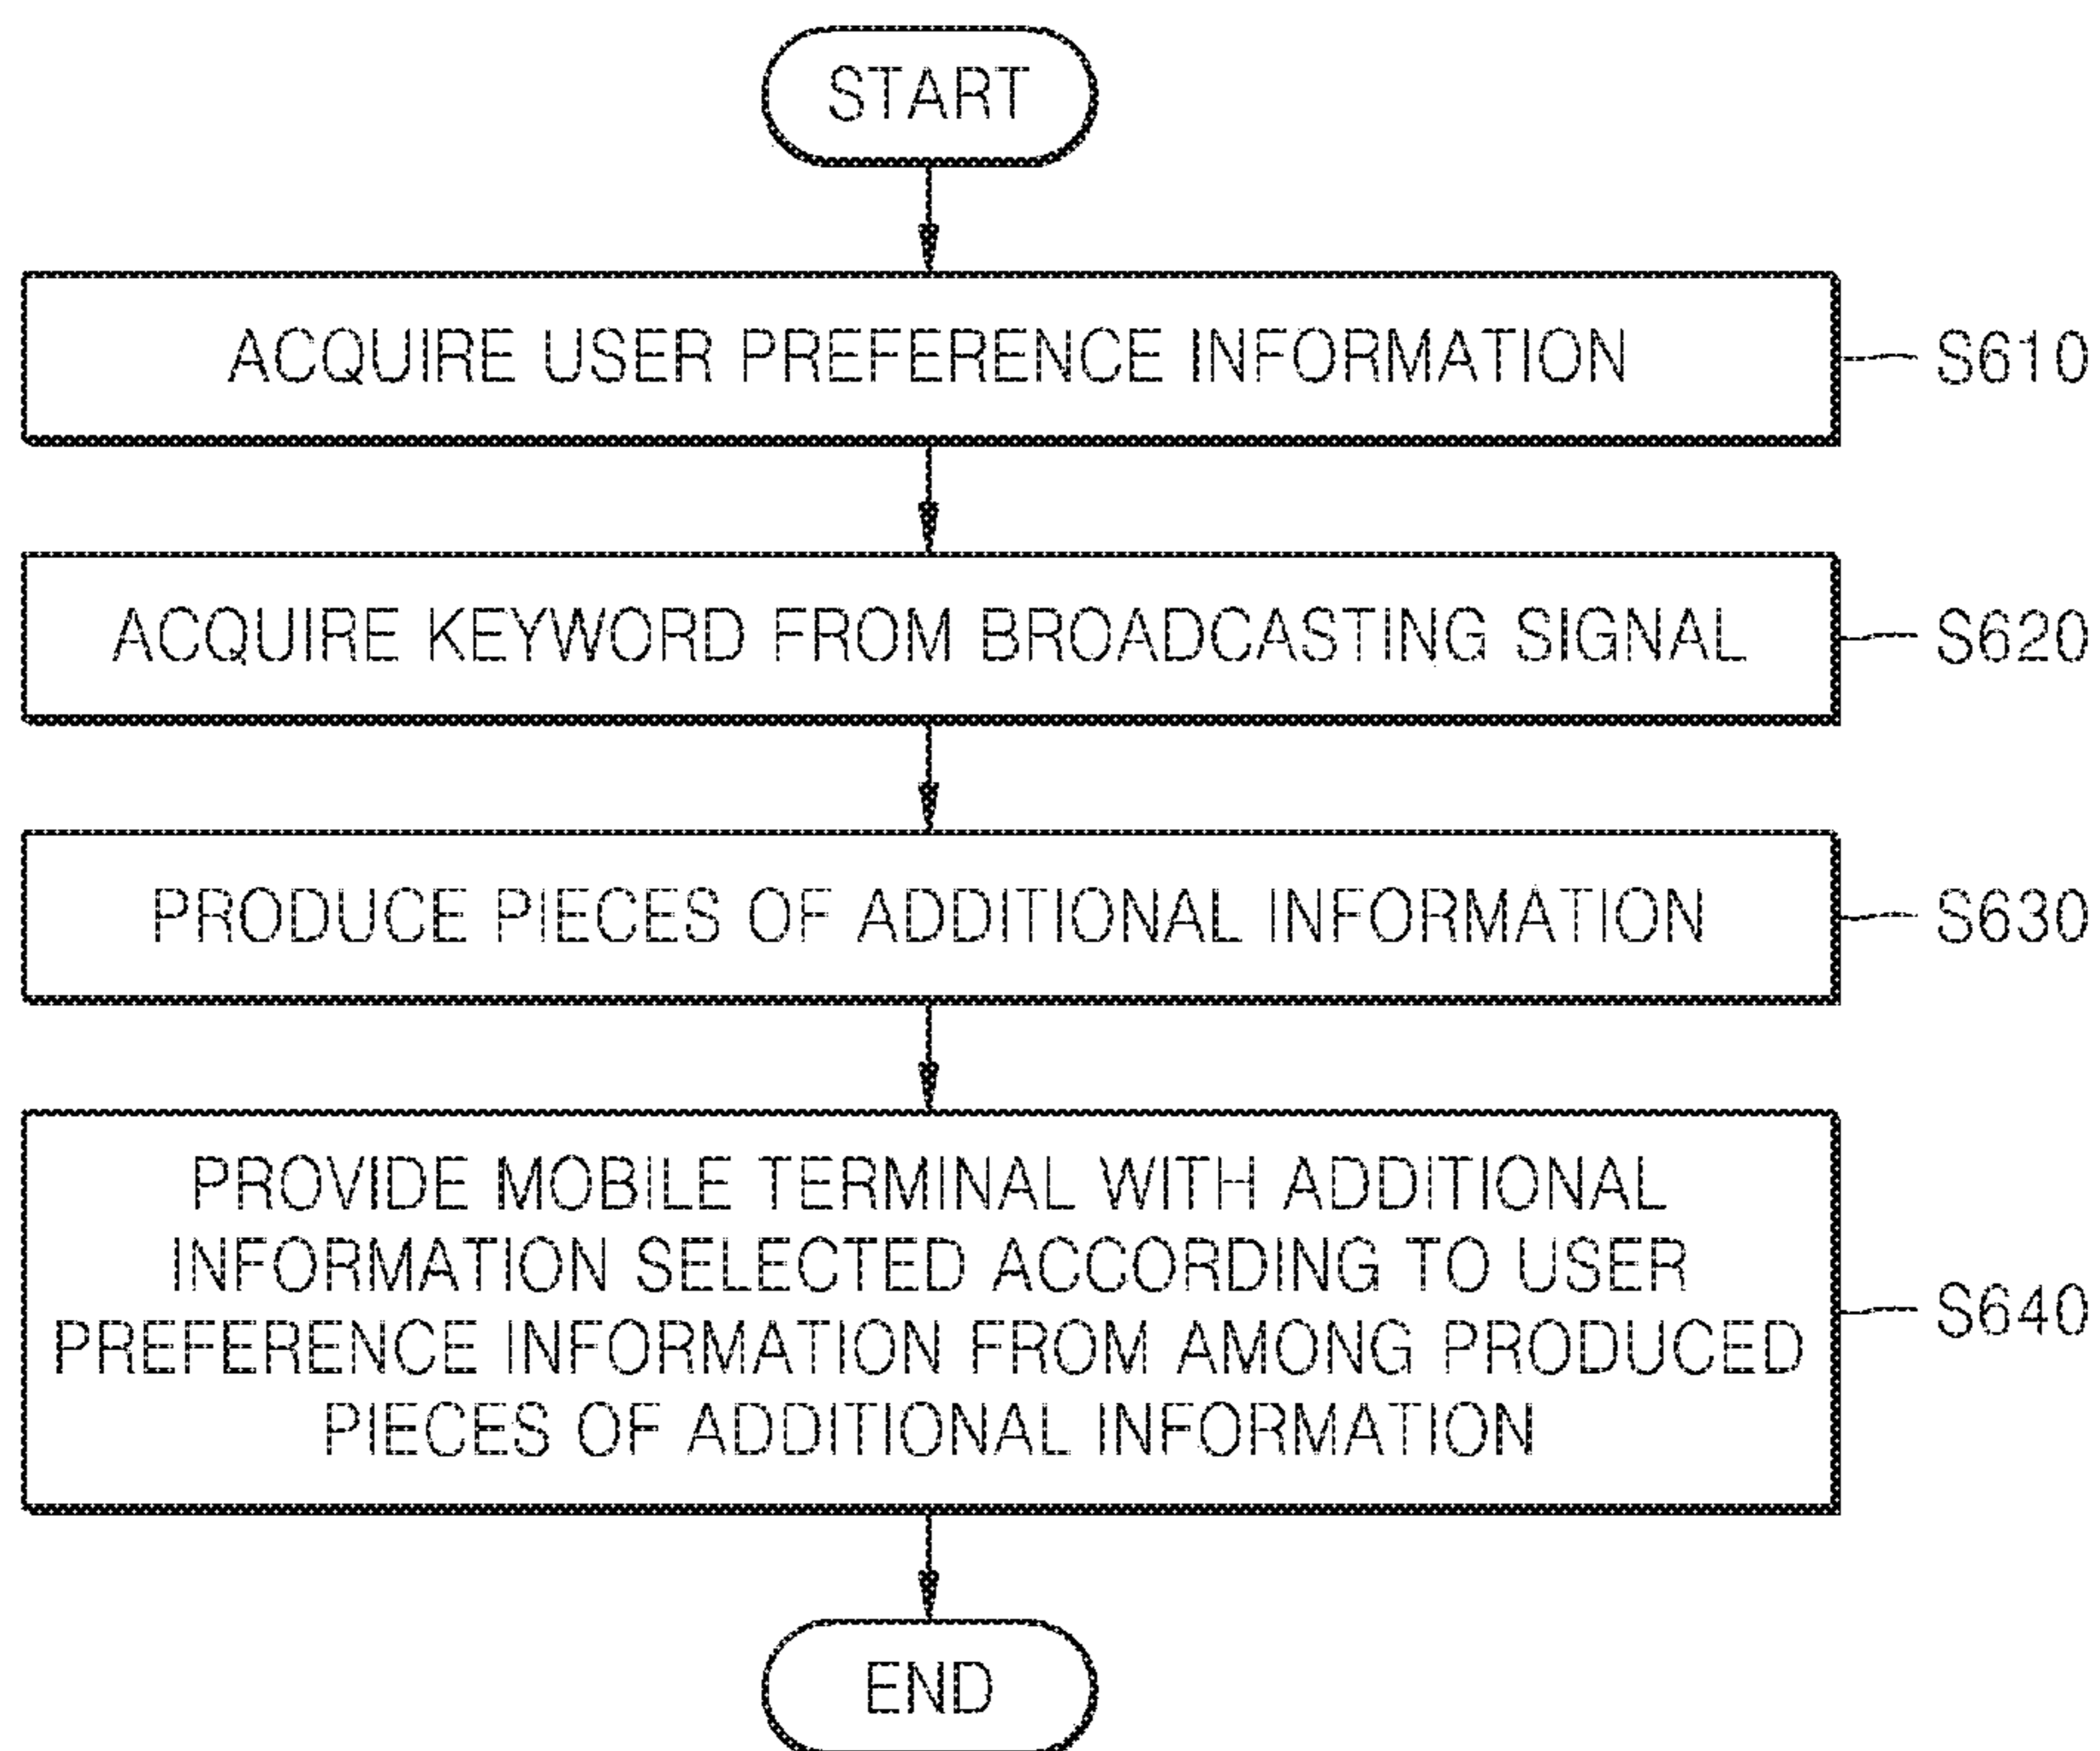 START
ACQUIRE USER PREFERENCE INFORMATION
S610
ACQUIRE KEYWORD FROM BROADCASTING SIGNAL
S620
PRODUCE PIECES OF ADDITIONAL INFORMATION
S630
PROVIDE MOBILE TERMINAL WITH ADDITIONAL
INFORMATION SELECTED ACCORDING TO USER
PREFERENCE INFORMATION FROM AMONG PRODUCED
PIECES OF ADDITIONAL INFORMATION
S640
END